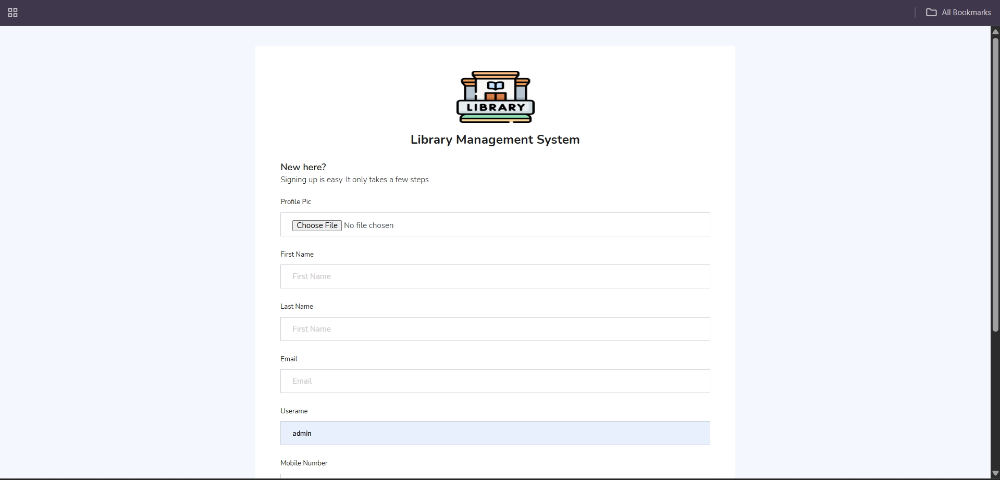 All Bookmarks
LIBRARY
Library Management System
New here?
Signing up is easy. It only takes a few steps
Profile Pic
Choose File No file chosen
First Name
First Name
Last Name
First Name
Email
Email
Userame
admin
Mobile Number